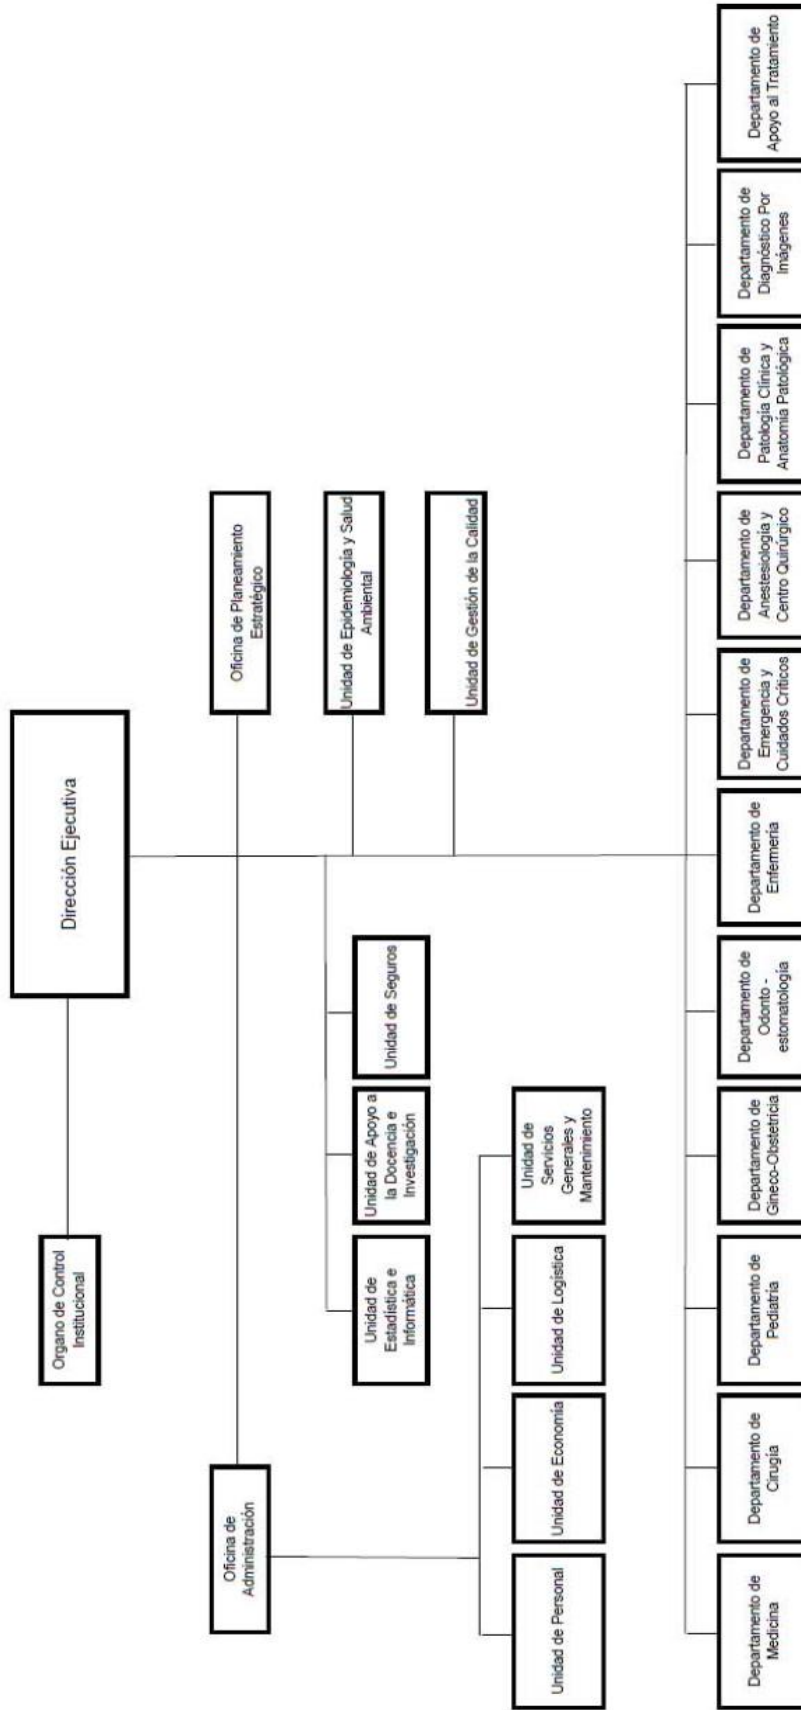 Dirección Ejecutiva
Organo de Control
Institucional
Oficina de
Administración
Oficina de Planeamiento
Estratégico
Unidad de Epidemiología y Salud
Ambiental
Unidad de Gestión de la Calidad
Unidad de
Estadística e
Informática
Unidad de Apoyo a
la Docencia e
Investigación
Unidad de Seguros
Unidad de Personal
Unidad de Economía
Unidad de Logística
Unidad de
Servicios
Generales y
Mantenimiento
Departamento de
Medicina
Departamento de
Cirugía
Departamento de
Pediatría
Departamento de
Gineco-Obstetricia
Departamento de
Odonto -
estomatología
Departamento de
Enfermería
Departamento de
Emergencia y
Cuidados Críticos
Departamento de
Anestesiología y
Centro Quirúrgico
Departamento de
Patología Clínica y
Anatomía Patológica
Departamento de
Diagnóstico Por
Imágenes
Departamento de
Apoyo al Tratamiento